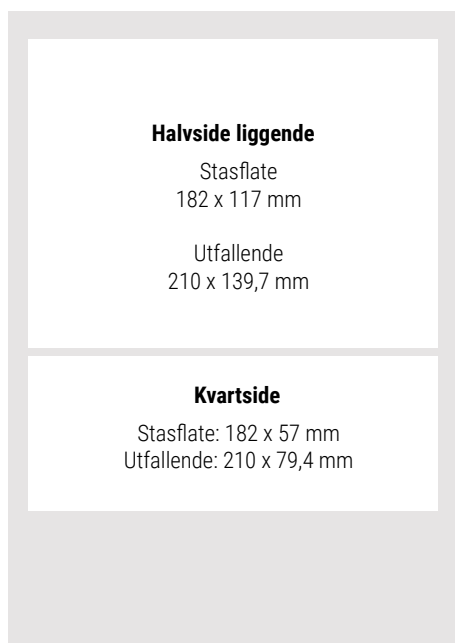 Halvside liggende
Stasflate
182 x 117 mm
Utfallende
210 x 139,7 mm
Kvartside
Stasflate: 182 x 57 mm
Utfallende: 210 x 79,4 mm